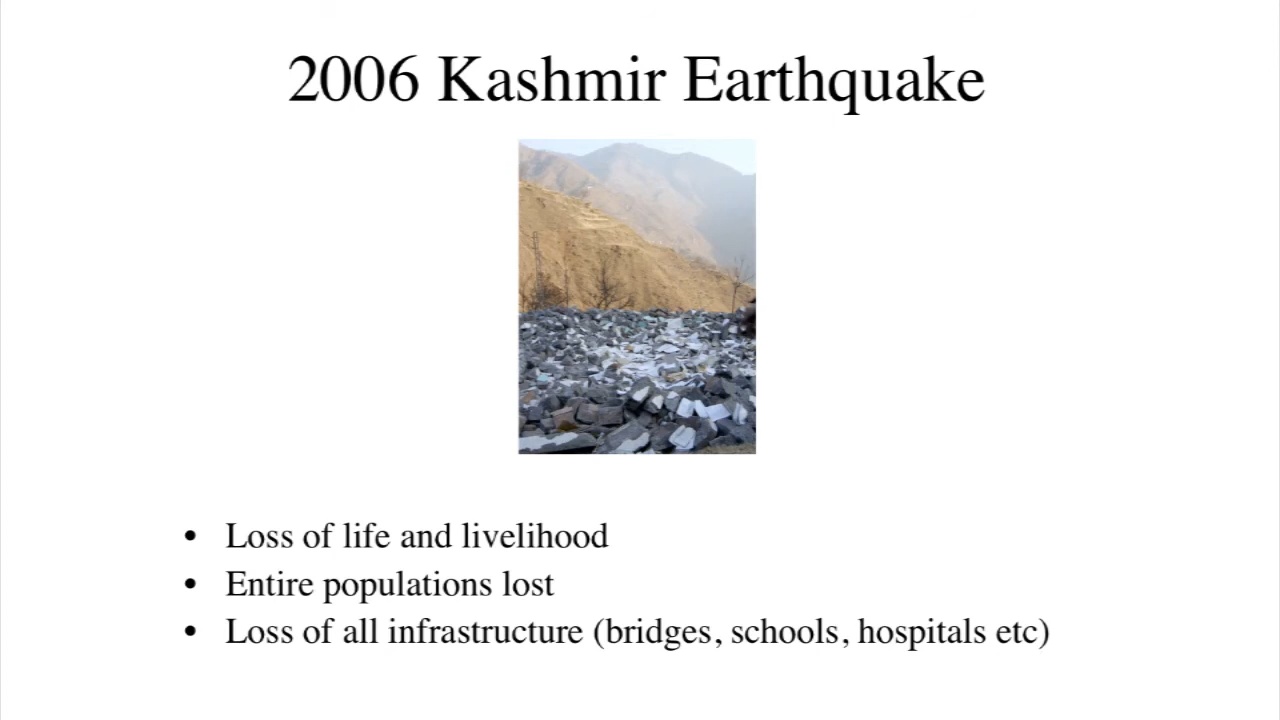 2006 Kashmir Earthquake
• Loss of life and livelihood
• Entire populations lost
• Loss of all infrastructure (bridges, schools, hospitals etc)